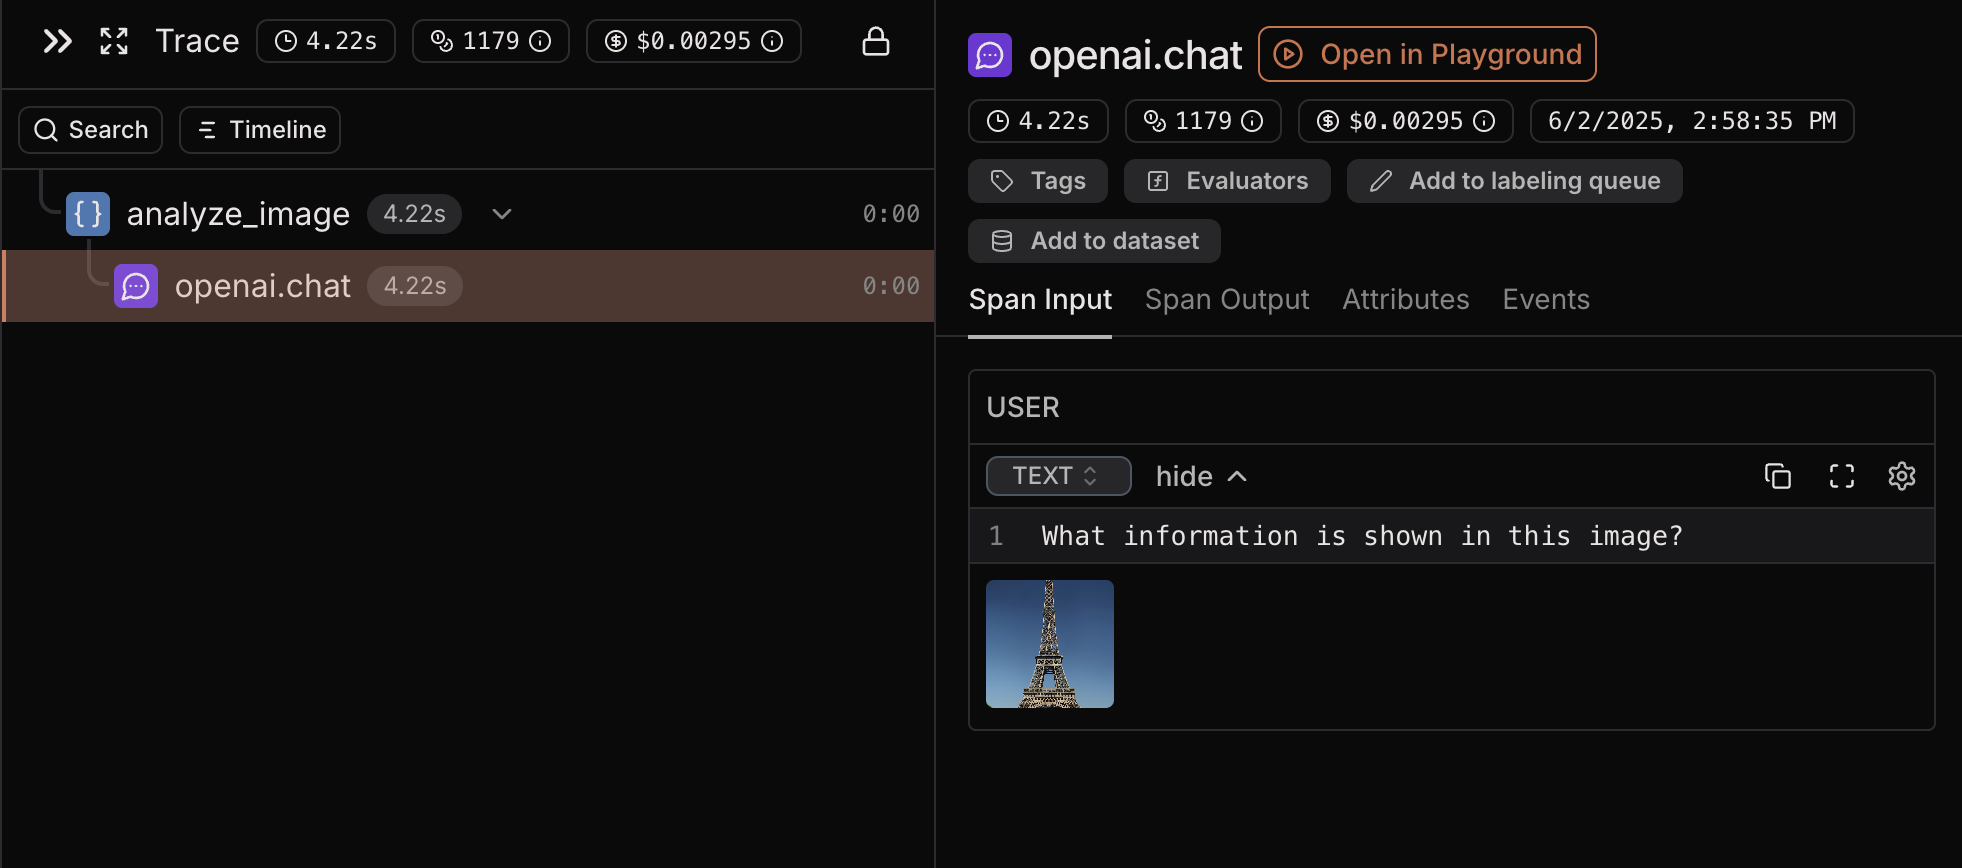 Trace 4.22s 1179 $0.00295
Search Timeline
analyze_image 4.22s 0:00
openai.chat 4.22s 0:00
openai.chat Open in Playground
4.22s 1179 $0.00295 6/2/2025, 2:58:35 PM
Tags Evaluators Add to labeling queue
Add to dataset
Span Input Span Output Attributes Events
USER
TEXT hide
1 What information is shown in this image?